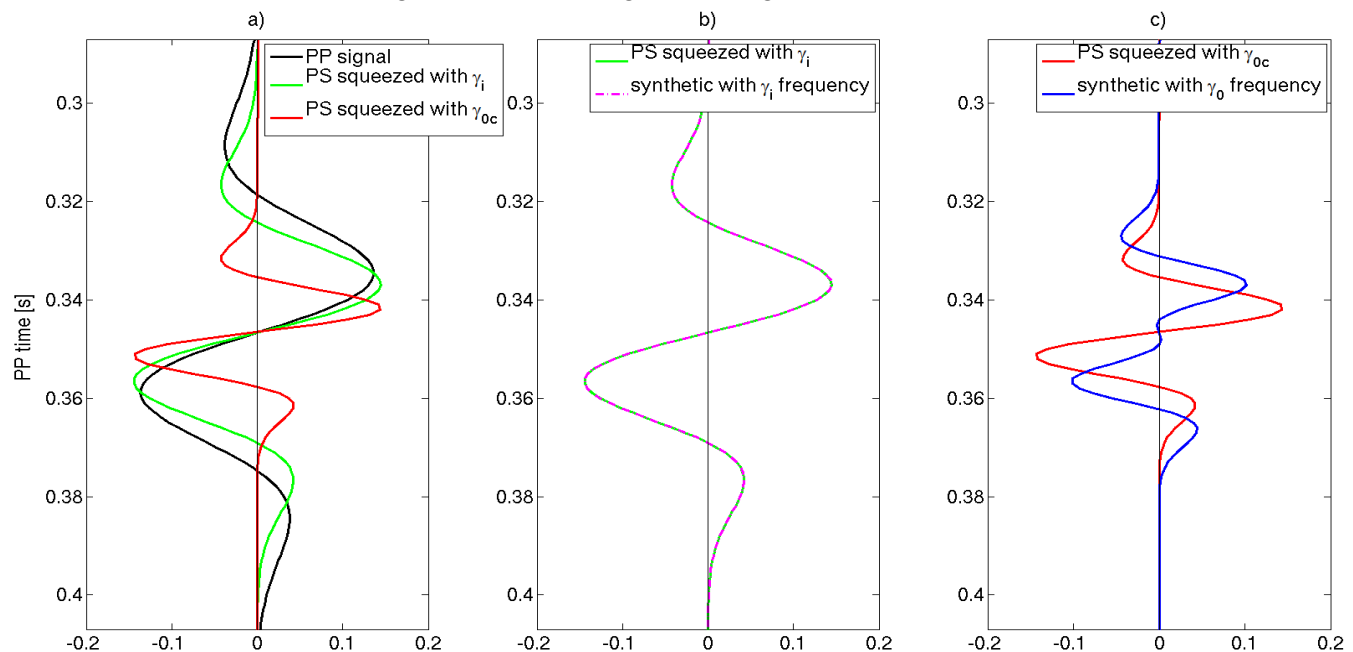 a)
PP signal
PS squeezed with γi
PS squeezed with γ0c
PP time [s]
0.3
0.32
0.34
0.36
0.38
0.4
-0.2 -0.1 0 0.1 0.2
b)
PS squeezed with γi
synthetic with γi frequency
0.3
0.32
0.34
0.36
0.38
0.4
-0.2 -0.1 0 0.1 0.2
c)
PS squeezed with γ0c
synthetic with γ0 frequency
0.3
0.32
0.34
0.36
0.38
0.4
-0.2 -0.1 0 0.1 0.2